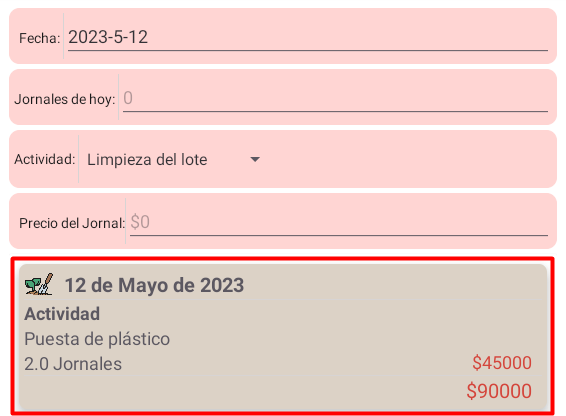 Fecha: 2023-5-12
Jornales de hoy: 0
Actividad: Limpieza del lote
Precio del Jornal: $0
12 de Mayo de 2023
Actividad
Puesta de plástico
2.0 Jornales $45000
$90000